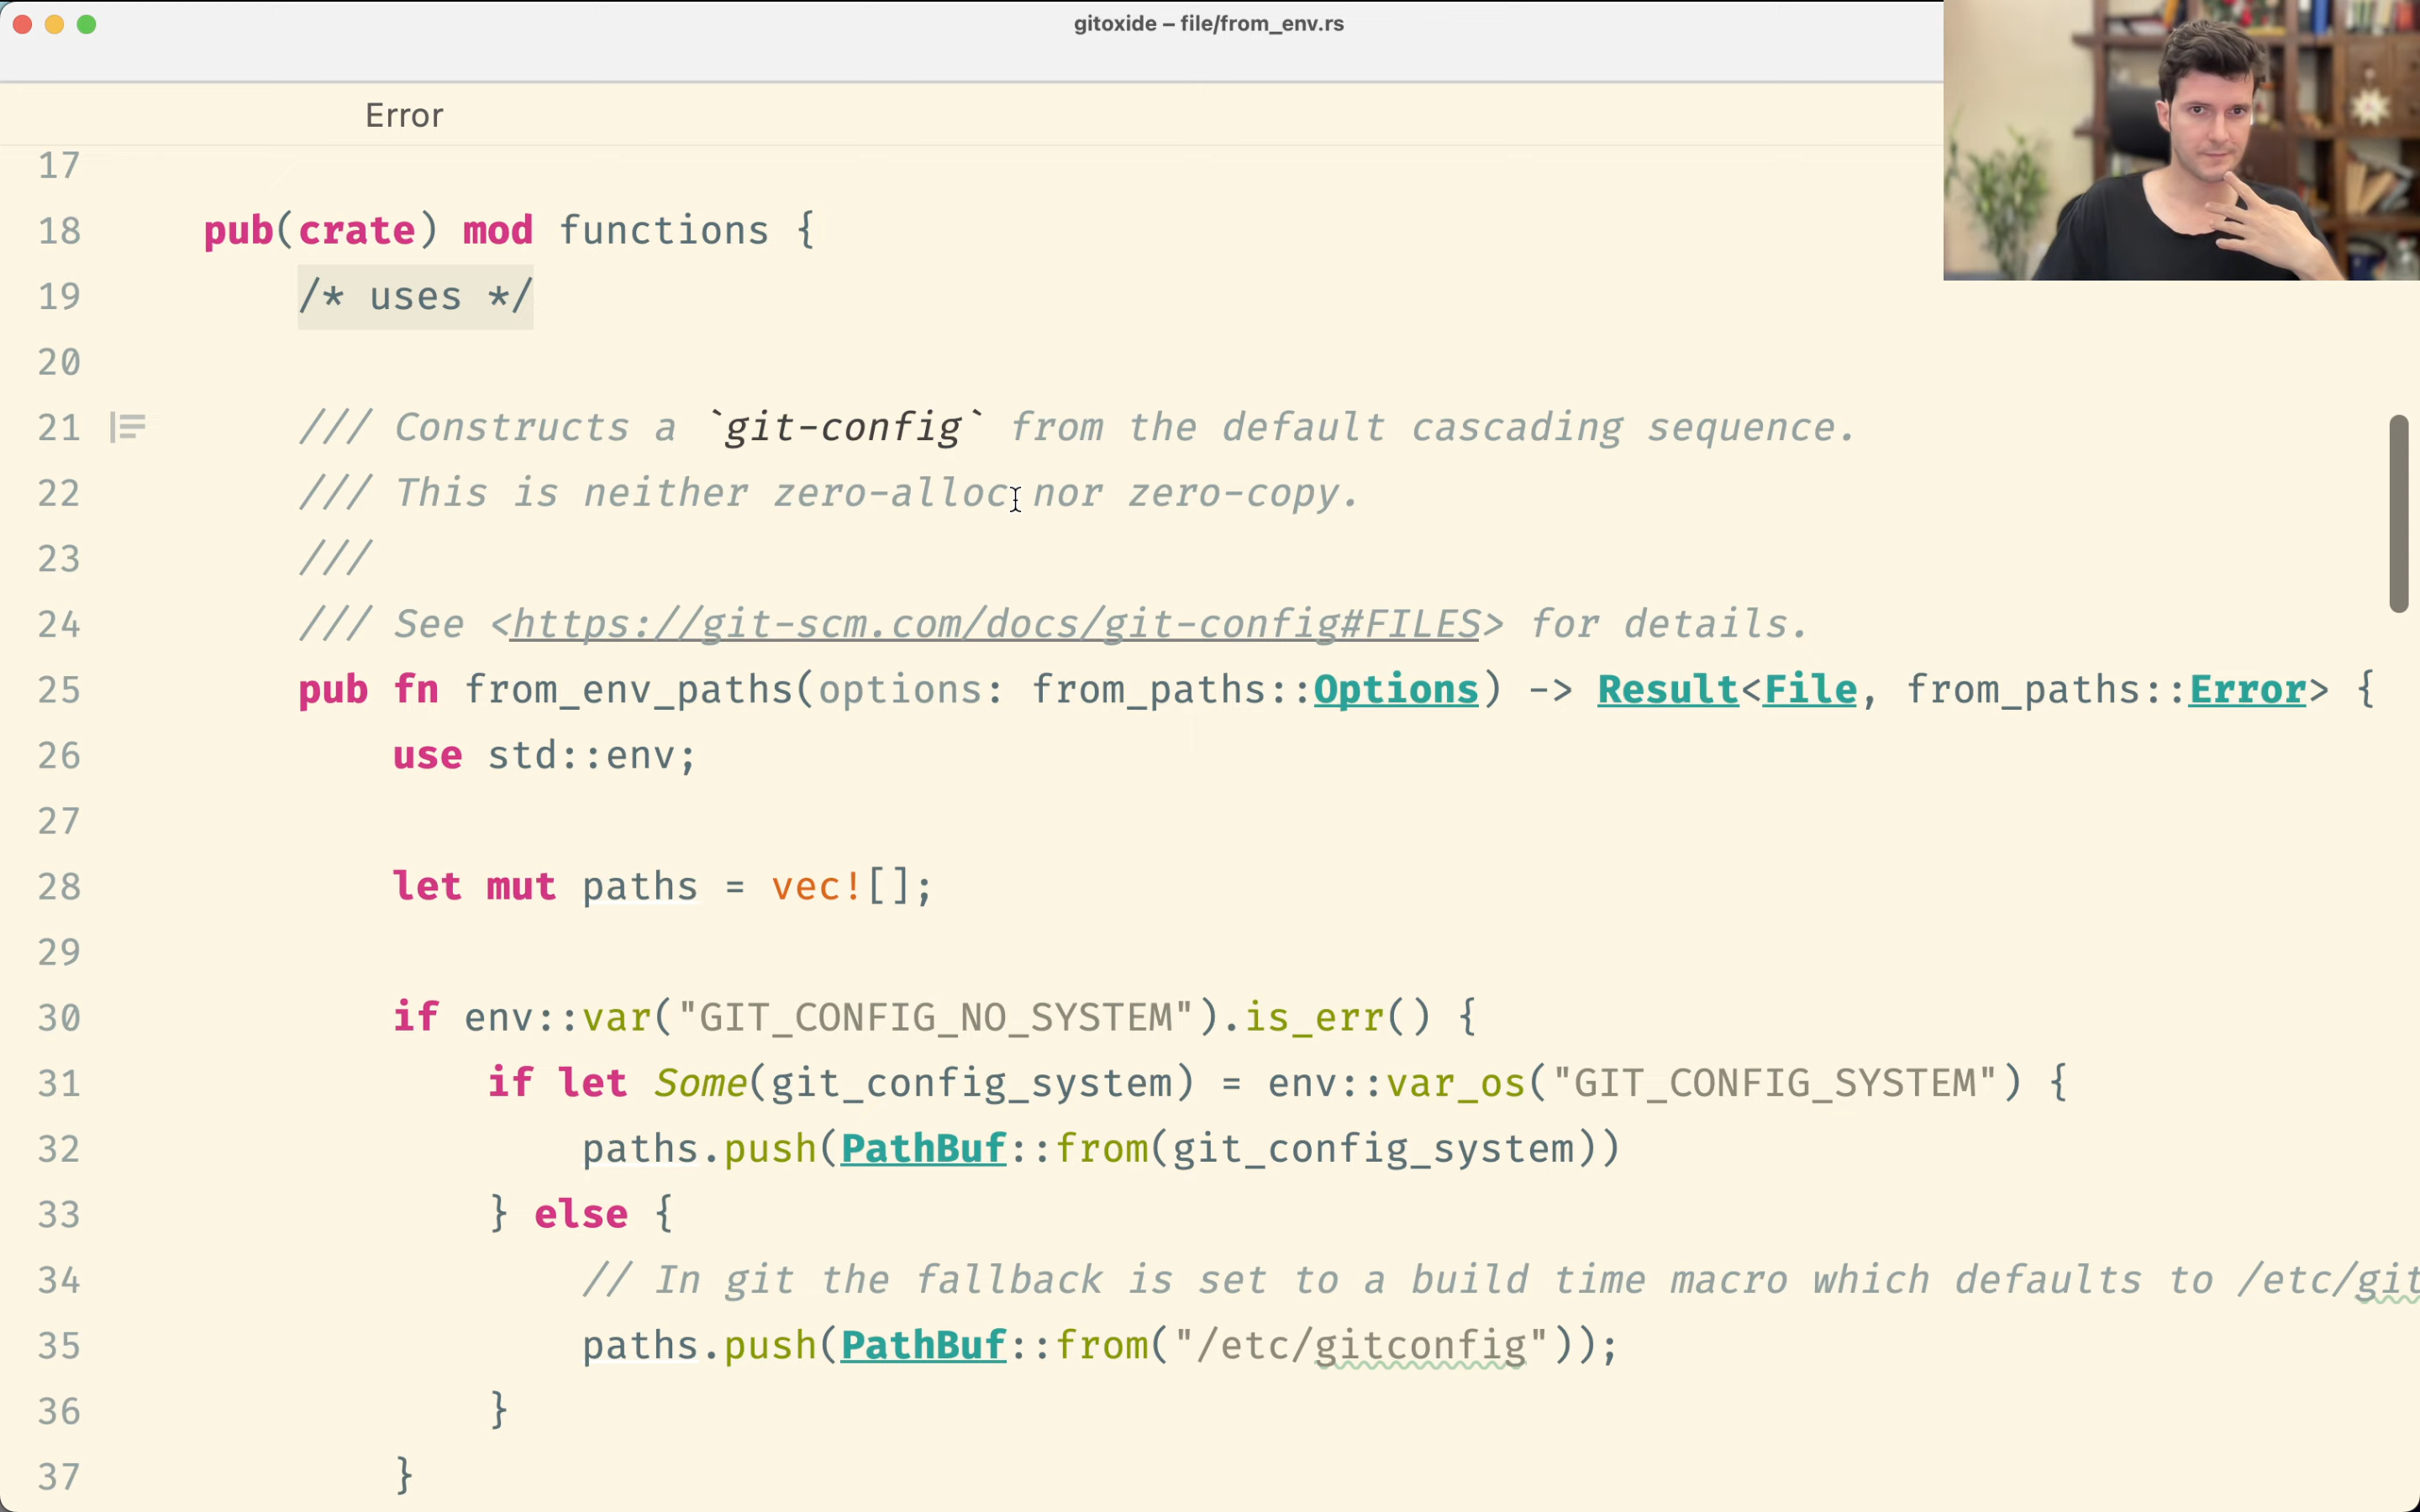 gitoxide – file/from_env.rs
Error
17
18 pub(crate) mod functions {
19 /* uses */
20
21 /// Constructs a `git-config` from the default cascading sequence.
22 /// This is neither zero-alloc nor zero-copy.
23 ///
24 /// See <https://git-scm.com/docs/git-config#FILES> for details.
25 pub fn from_env_paths(options: from_paths::Options) -> Result<File, from_paths::Error> {
26 use std::env;
27
28 let mut paths = vec![];
29
30 if env::var("GIT_CONFIG_NO_SYSTEM").is_err() {
31 if let Some(git_config_system) = env::var_os("GIT_CONFIG_SYSTEM") {
32 paths.push(PathBuf::from(git_config_system))
33 } else {
34 // In git the fallback is set to a build time macro which defaults to /etc/git
35 paths.push(PathBuf::from("/etc/gitconfig"));
36 }
37 }